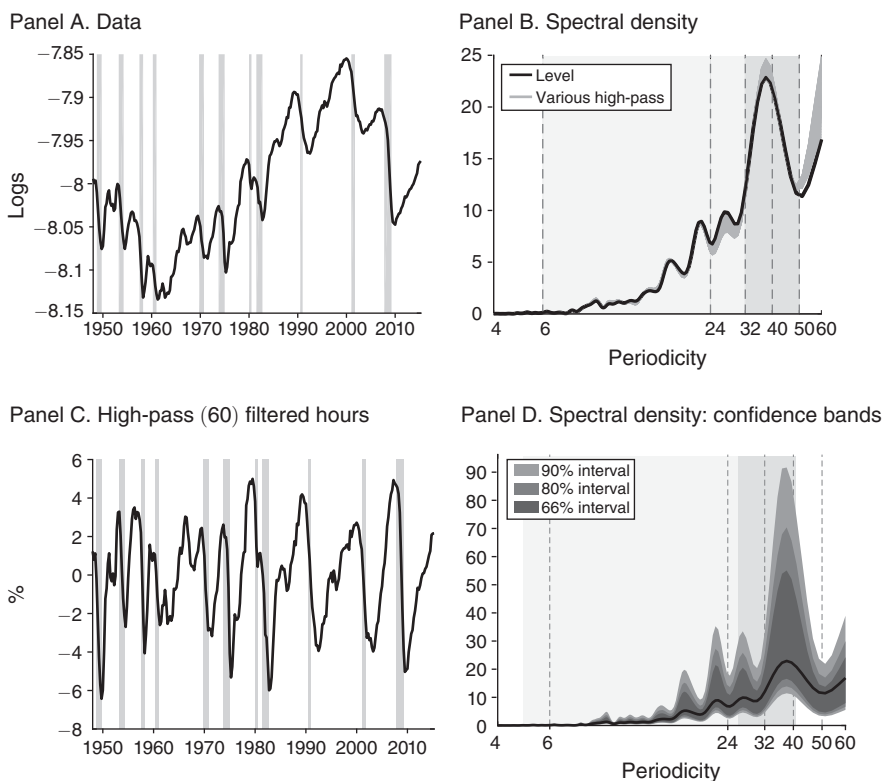 Panel A. Data
−7.85
−7.9
−7.95
−8
−8.05
−8.1
−8.15
Logs
1950 1960 1970 1980 1990 2000 2010
Panel B. Spectral density
25
20
15
10
5
0
Level
Various high-pass
4 6 24 32 40 50 60
Periodicity
Panel C. High-pass (60) filtered hours
6
4
2
0
−2
−4
−6
−8
%
1950 1960 1970 1980 1990 2000 2010
Panel D. Spectral density: confidence bands
90
80
70
60
50
40
30
20
10
0
90% interval
80% interval
66% interval
4 6 24 32 40 50 60
Periodicity